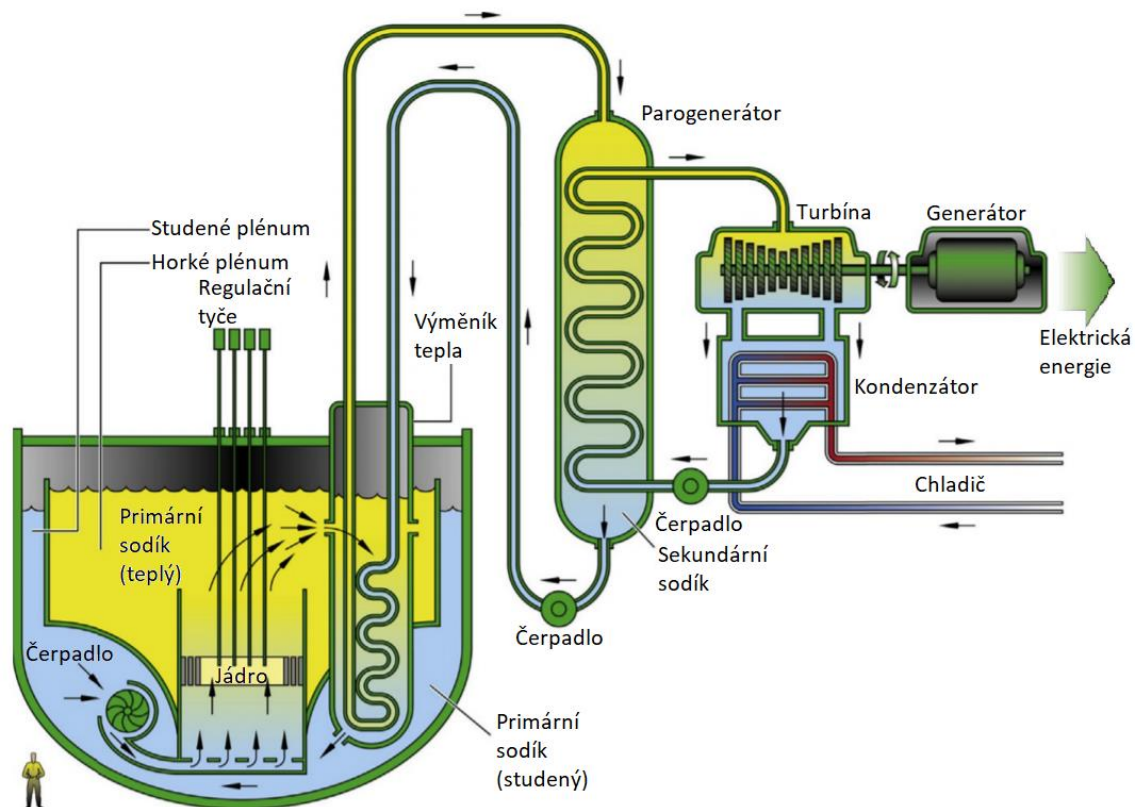 Parogenerátor
Studené plénum
Horké plénum
Regulační
tyče
Výměník
tepla
Turbína
Generátor
Elektrická
energie
Kondenzátor
Chladič
Čerpadlo
Sekundární
sodík
Čerpadlo
Primární
sodík
(teplý)
Čerpadlo
Jádro
Primární
sodík
(studený)